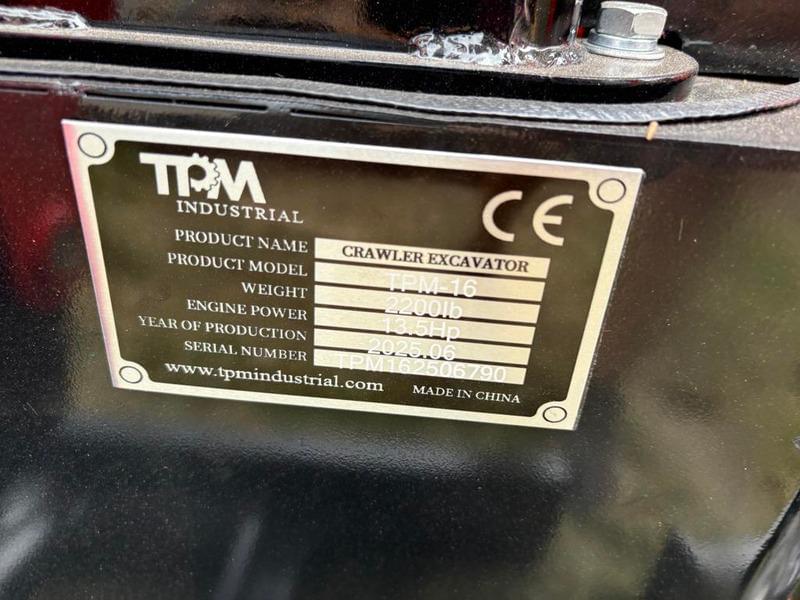 TPM
INDUSTRIAL
CE
PRODUCT NAME CRAWLER EXCAVATOR
PRODUCT MODEL TPM-16
WEIGHT 2200lb
ENGINE POWER 13.5Hp
YEAR OF PRODUCTION 2025.06
SERIAL NUMBER TPM162506790
www.tpmindustrial.com MADE IN CHINA